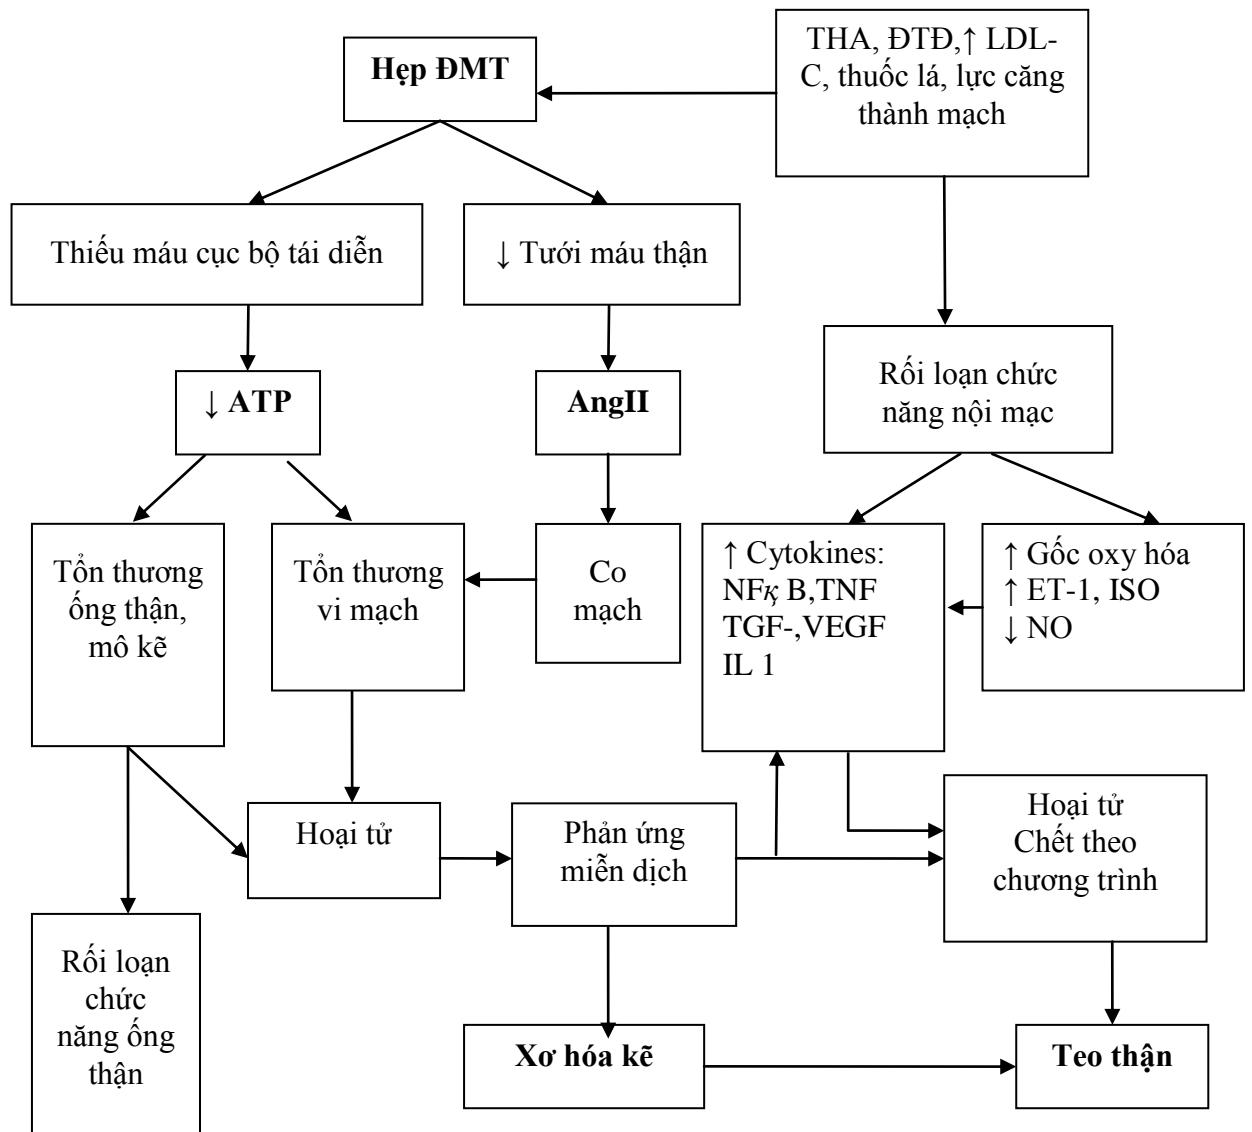 THA, ĐTĐ,↑ LDL-
C, thuốc lá, lực căng
thành mạch
Hẹp ĐMT
Thiếu máu cục bộ tái diễn
↓ Tưới máu thận
Rối loạn chức
năng nội mạc
↓ ATP
AngII
Tổn thương
ống thận,
mô kẽ
Tổn thương
vi mạch
Co
mạch
↑ Cytokines:
NFĸ B,TNF
TGF-,VEGF
IL 1
↑ Gốc oxy hóa
↑ ET-1, ISO
↓ NO
Hoại tử
Phản ứng
miễn dịch
Hoại tử
Chết theo
chương trình
Rối loạn
chức
năng ống
thận
Xơ hóa kẽ
Teo thận